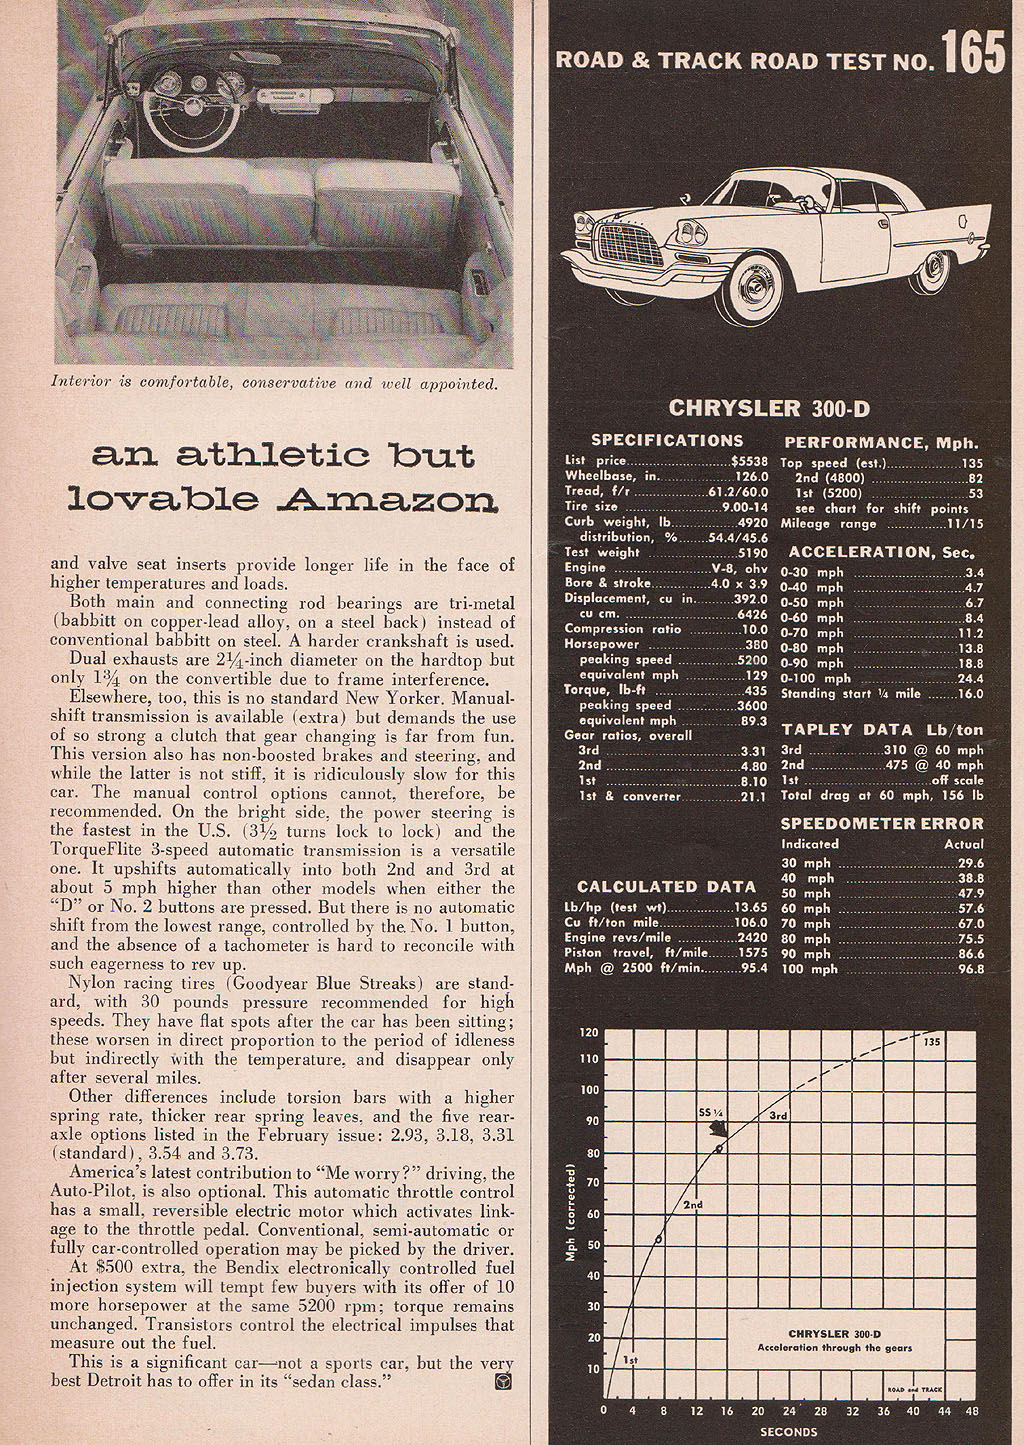 Interior is comfortable, conservative and well appointed.
an athletic but
lovable Amazon
and valve seat inserts provide longer life in the face of
higher temperatures and loads.
Both main and connecting rod bearings are tri-metal
(babbitt on copper-lead alloy, on a steel back) instead of
conventional babbitt on steel. A harder crankshaft is used.
Dual exhausts are 2¼-inch diameter on the hardtop but
only 1¾ on the convertible due to frame interference.
Elsewhere, too, this is no standard New Yorker. Manual-
shift transmission is available (extra) but demands the use
of so strong a clutch that gear changing is far from fun.
This version also has non-boosted brakes and steering, and
while the latter is not stiff, it is ridiculously slow for this
car. The manual control options cannot, therefore, be
recommended. On the bright side, the power steering is
the fastest in the U.S. (3½ turns lock to lock) and the
TorqueFlite 3-speed automatic transmission is a versatile
one. It upshifts automatically into both 2nd and 3rd at
about 5 mph higher than other models when either the
"D" or No. 2 buttons are pressed. But there is no automatic
shift from the lowest range, controlled by the No. 1 button,
and the absence of a tachometer is hard to reconcile with
such eagerness to rev up.
Nylon racing tires (Goodyear Blue Streaks) are stand-
ard, with 30 pounds pressure recommended for high
speeds. They have flat spots after the car has been sitting;
these worsen in direct proportion to the period of idleness
but indirectly with the temperature, and disappear only
after several miles.
Other differences include torsion bars with a higher
spring rate, thicker rear spring leaves, and the five rear-
axle options listed in the February issue: 2.93, 3.18, 3.31
(standard), 3.54 and 3.73.
America's latest contribution to "Me worry?" driving, the
Auto-Pilot, is also optional. This automatic throttle control
has a small, reversible electric motor which activates link-
age to the throttle pedal. Conventional, semi-automatic or
fully car-controlled operation may be picked by the driver.
At $500 extra, the Bendix electronically controlled fuel
injection system will tempt few buyers with its offer of 10
more horsepower at the same 5200 rpm; torque remains
unchanged. Transistors control the electrical impulses that
measure out the fuel.
This is a significant car—not a sports car, but the very
best Detroit has to offer in its "sedan class."
ROAD & TRACK ROAD TEST NO. 165
CHRYSLER 300-D
SPECIFICATIONS
List price....................$5538
Wheelbase, in.................126.0
Tread, f/r ..............61.2/60.0
Tire size ...................9.00-14
Curb weight, lb...............4920
distribution, %......54.4/45.6
Test weight ..................5190
Engine ..................V-8, ohv
Bore & stroke..........4.0 x 3.9
Displacement, cu in........392.0
cu cm. ....................6426
Compression ratio ..........10.0
Horsepower ...................380
peaking speed ............5200
equivalent mph ............129
Torque, lb-ft ................435
peaking speed ............3600
equivalent mph ............89.3
Gear ratios, overall
3rd ........................3.31
2nd ........................4.80
1st ........................8.10
1st & converter...........21.1
CALCULATED DATA
Lb/hp (test wt)............13.65
Cu ft/ton mile.............106.0
Engine revs/mile ..........2420
Piston travel, ft/mile......1575
Mph @ 2500 ft/min.........95.4
PERFORMANCE, Mph.
Top speed (est.)..............135
2nd (4800) ..................82
1st (5200) ..................53
see chart for shift points
Mileage range ..........11/15
ACCELERATION, Sec.
0-30 mph .....................3.4
0-40 mph .....................4.7
0-50 mph .....................6.7
0-60 mph .....................8.4
0-70 mph ....................11.2
0-80 mph ....................13.8
0-90 mph ....................18.8
0-100 mph ...................24.4
Standing start ¼ mile ......16.0
TAPLEY DATA Lb/ton
3rd .............310 @ 60 mph
2nd .............475 @ 40 mph
1st .....................off scale
Total drag at 60 mph, 156 lb
SPEEDOMETER ERROR
Indicated Actual
30 mph .....................29.6
40 mph .....................38.8
50 mph .....................47.9
60 mph .....................57.6
70 mph .....................67.0
80 mph .....................75.5
90 mph .....................86.6
100 mph ....................96.8
120
110
100
90
80
70
60
50
40
30
20
10
Mph (corrected)
135
SS ¼
3rd
2nd
1st
CHRYSLER 300-D
Acceleration through the gears
ROAD and TRACK
0 4 8 12 16 20 24 28 32 36 40 44 48
SECONDS